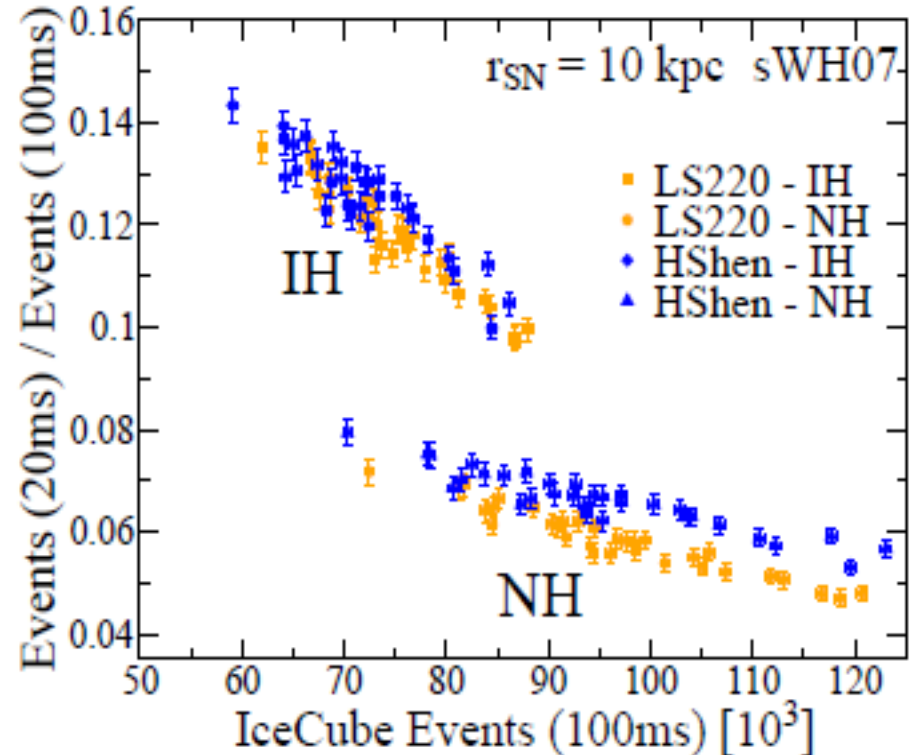 Events (20ms) / Events (100ms)
0.16
0.14
0.12
0.1
0.08
0.06
0.04
r_SN = 10 kpc sWH07
LS220 - IH
LS220 - NH
HShen - IH
HShen - NH
IH
NH
50 60 70 80 90 100 110 120
IceCube Events (100ms) [10³]